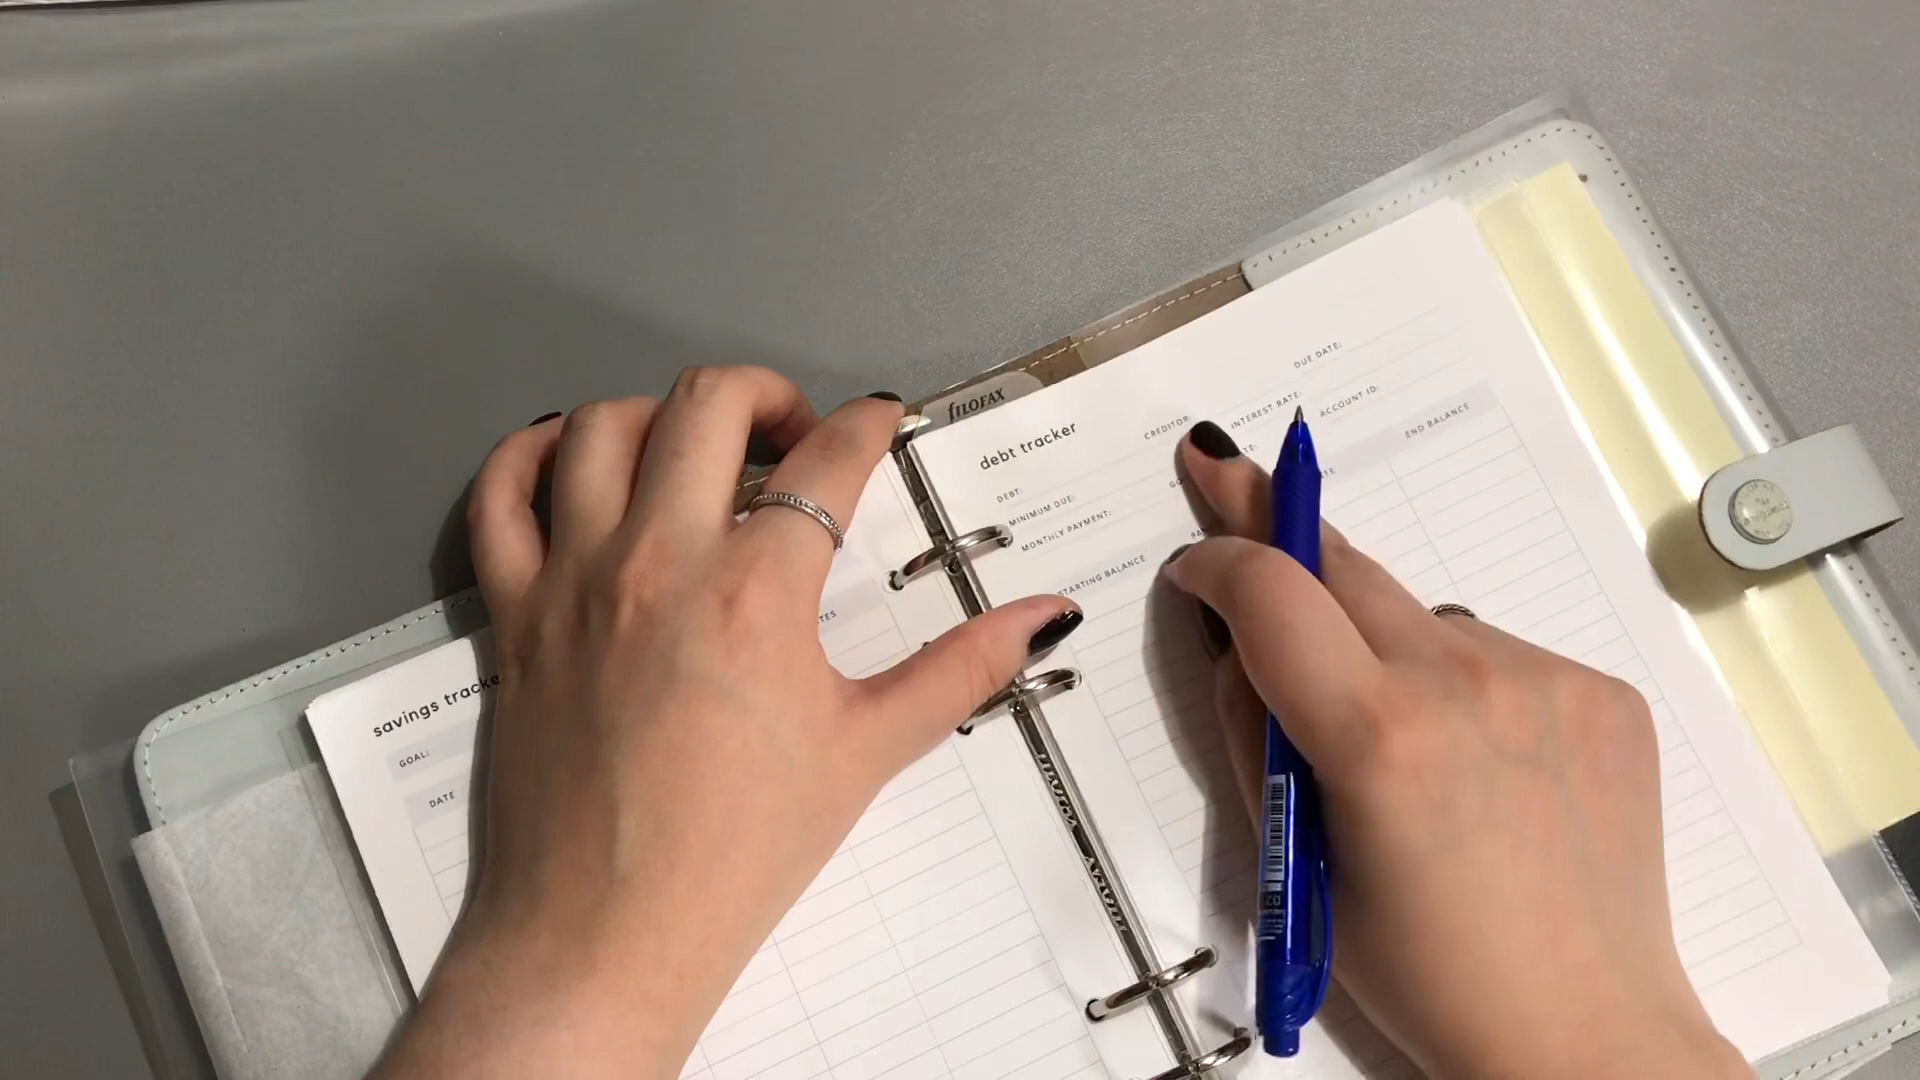 FILOFAX
savings tracke
GOAL:
DATE
debt tracker
DEBT:
CREDITOR:
DUE DATE:
MINIMUM DUE:
INTEREST RATE:
MONTHLY PAYMENT:
ACCOUNT ID:
STARTING BALANCE
END BALANCE